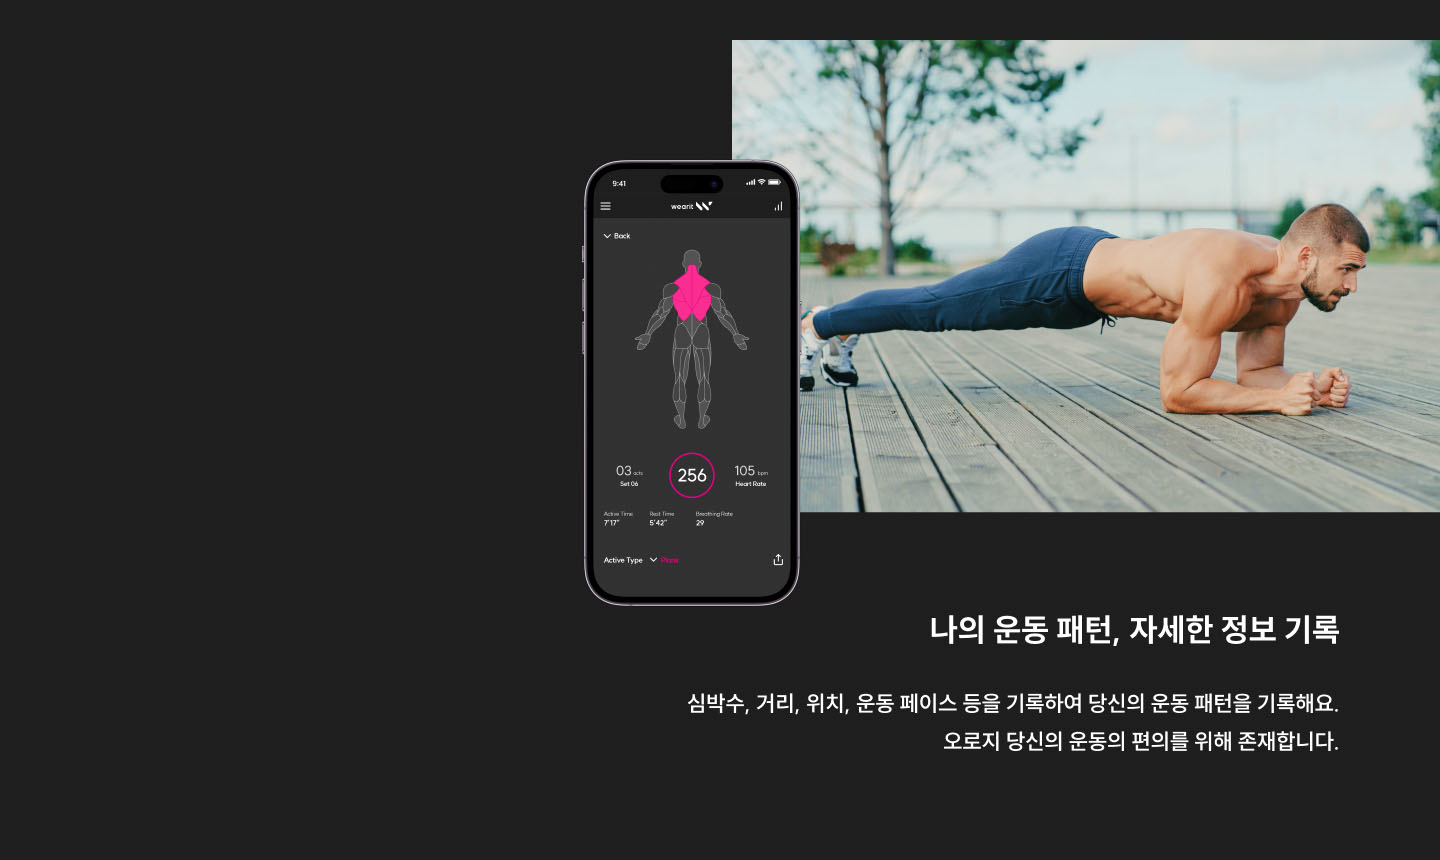 9:41
wearit
Back
03 acts
Set 06
256
105 bpm
Heart Rate
Active Time
7'17"
Rest Time
5'42"
Breathing Rate
29
Active Type
나의 운동 패턴, 자세한 정보 기록
심박수, 거리, 위치, 운동 페이스 등을 기록하여 당신의 운동 패턴을 기록해요.
오로지 당신의 운동의 편의를 위해 존재합니다.